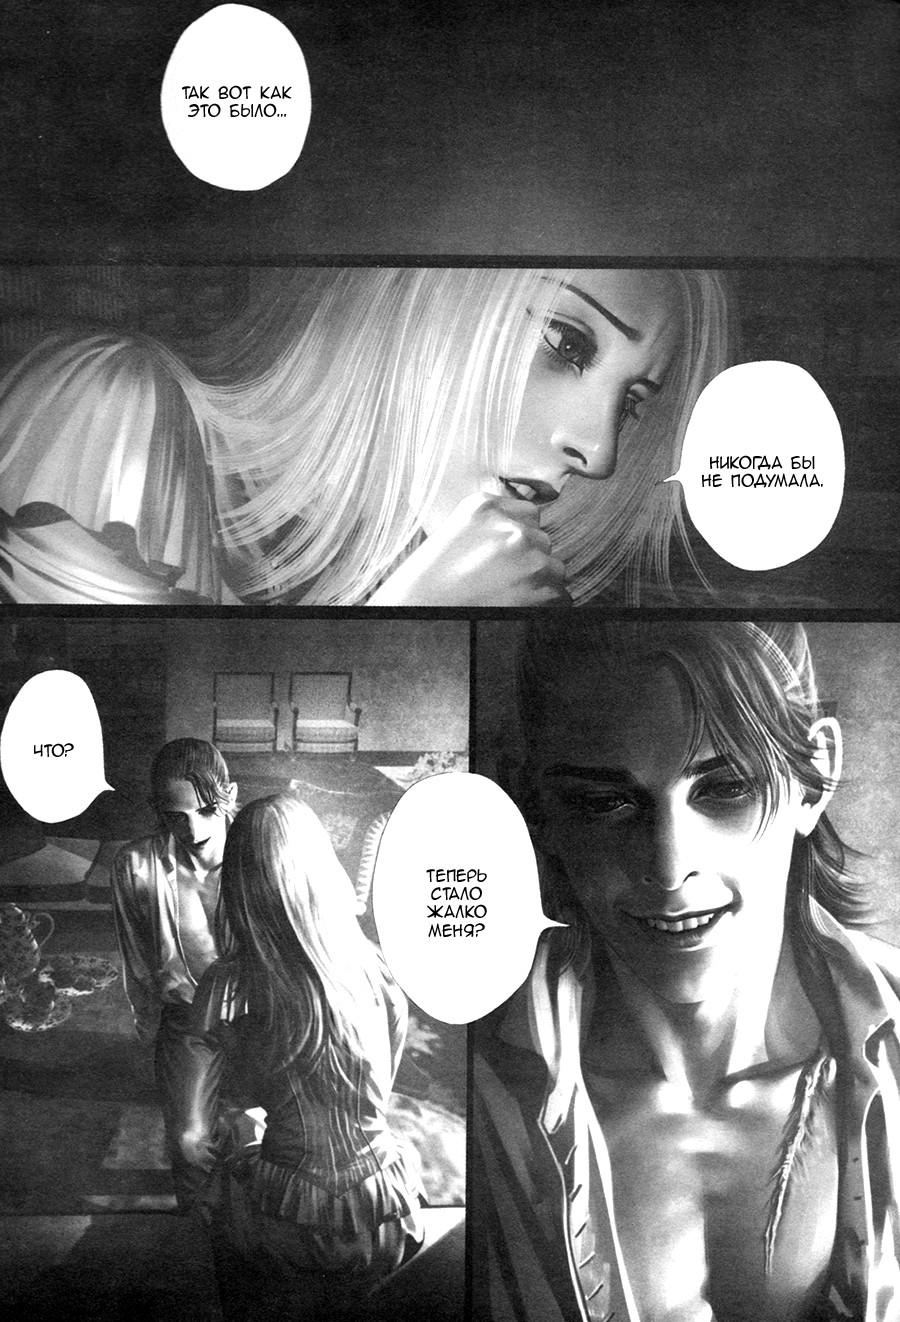 ТАК ВОТ КАК
ЭТО БЫЛО...
НИКОГДА БЫ
НЕ ПОДУМАЛА.
ЧТО?
ТЕПЕРЬ
СТАЛО
ЖАЛКО
МЕНЯ?